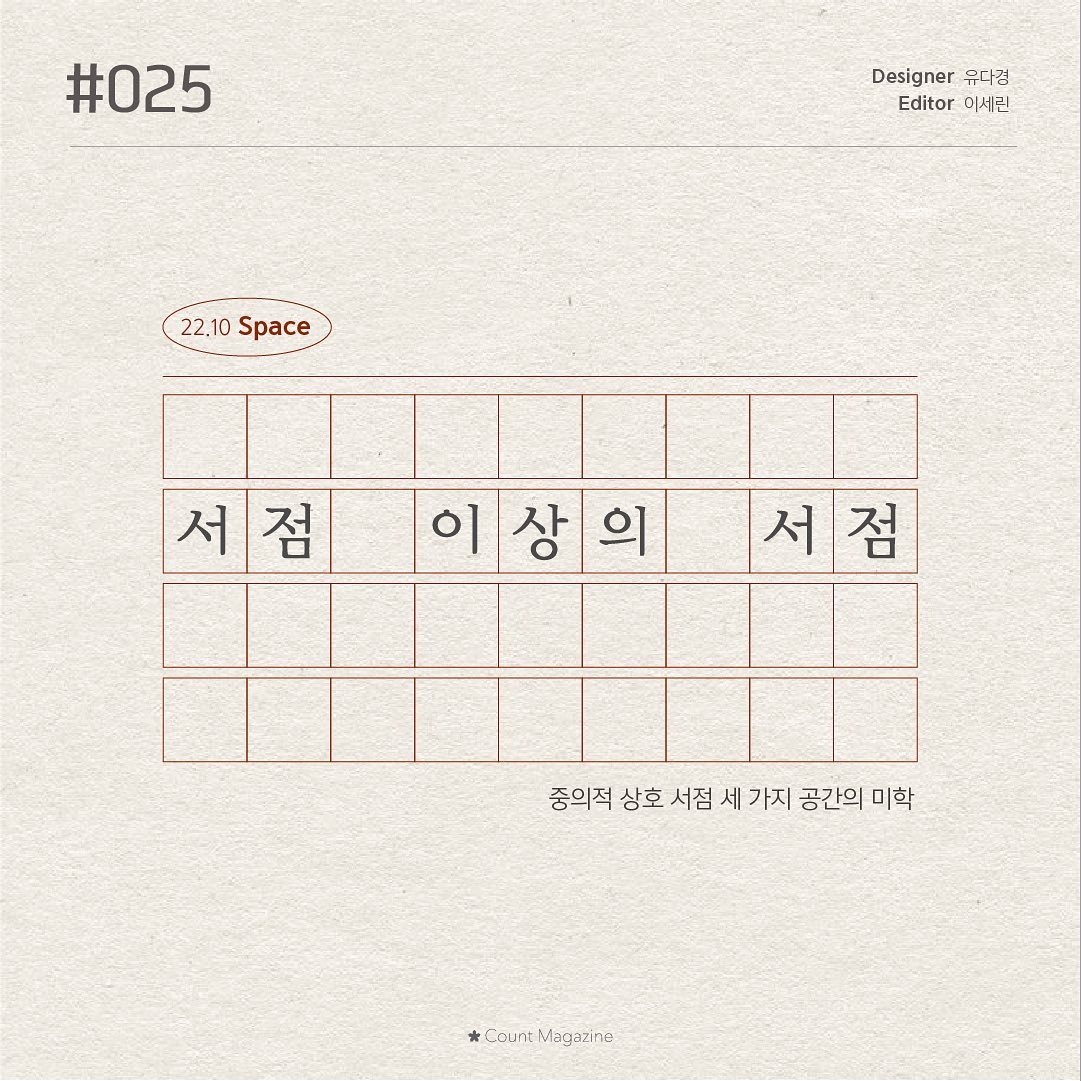 #025
Designer 유다경
Editor 이세린
22.10 Space
서점 이상의 서점
중의적 상호 서점 세 가지 공간의 미학
Count Magazine